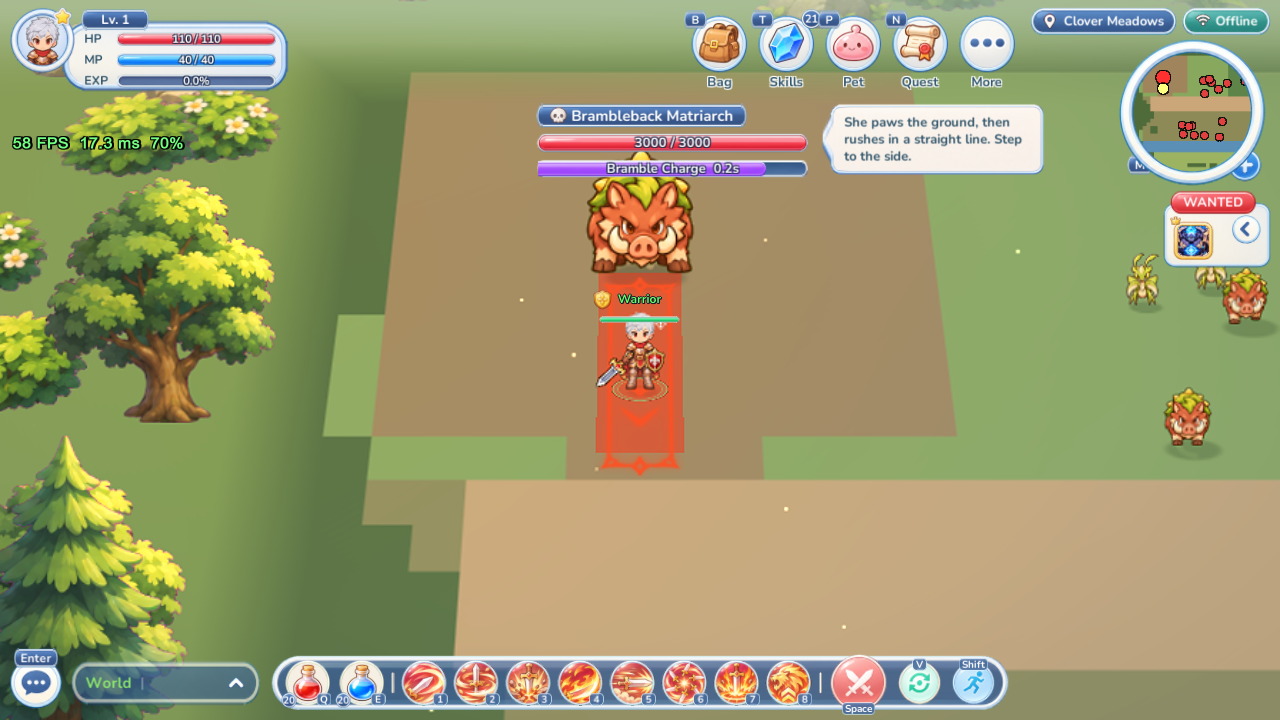 Lv. 1
HP 110 / 110
MP 40 / 40
EXP 0.0%
58 FPS 17.3 ms 70%
B T 21 P N
Bag Skills Pet Quest More
Clover Meadows
Offline
Brambleback Matriarch
3000 / 3000
Bramble Charge 0.2s
She paws the ground, then
rushes in a straight line. Step
to the side.
WANTED
Warrior
Enter
World
20 Q 20 E 1 2 3 4 5 6 7 8
Space
V
Shift